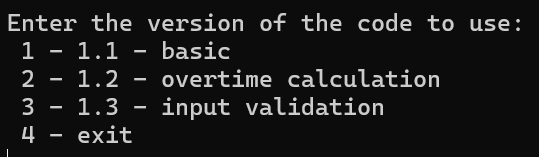 Enter the version of the code to use:
1 - 1.1 - basic
2 - 1.2 - overtime calculation
3 - 1.3 - input validation
4 - exit